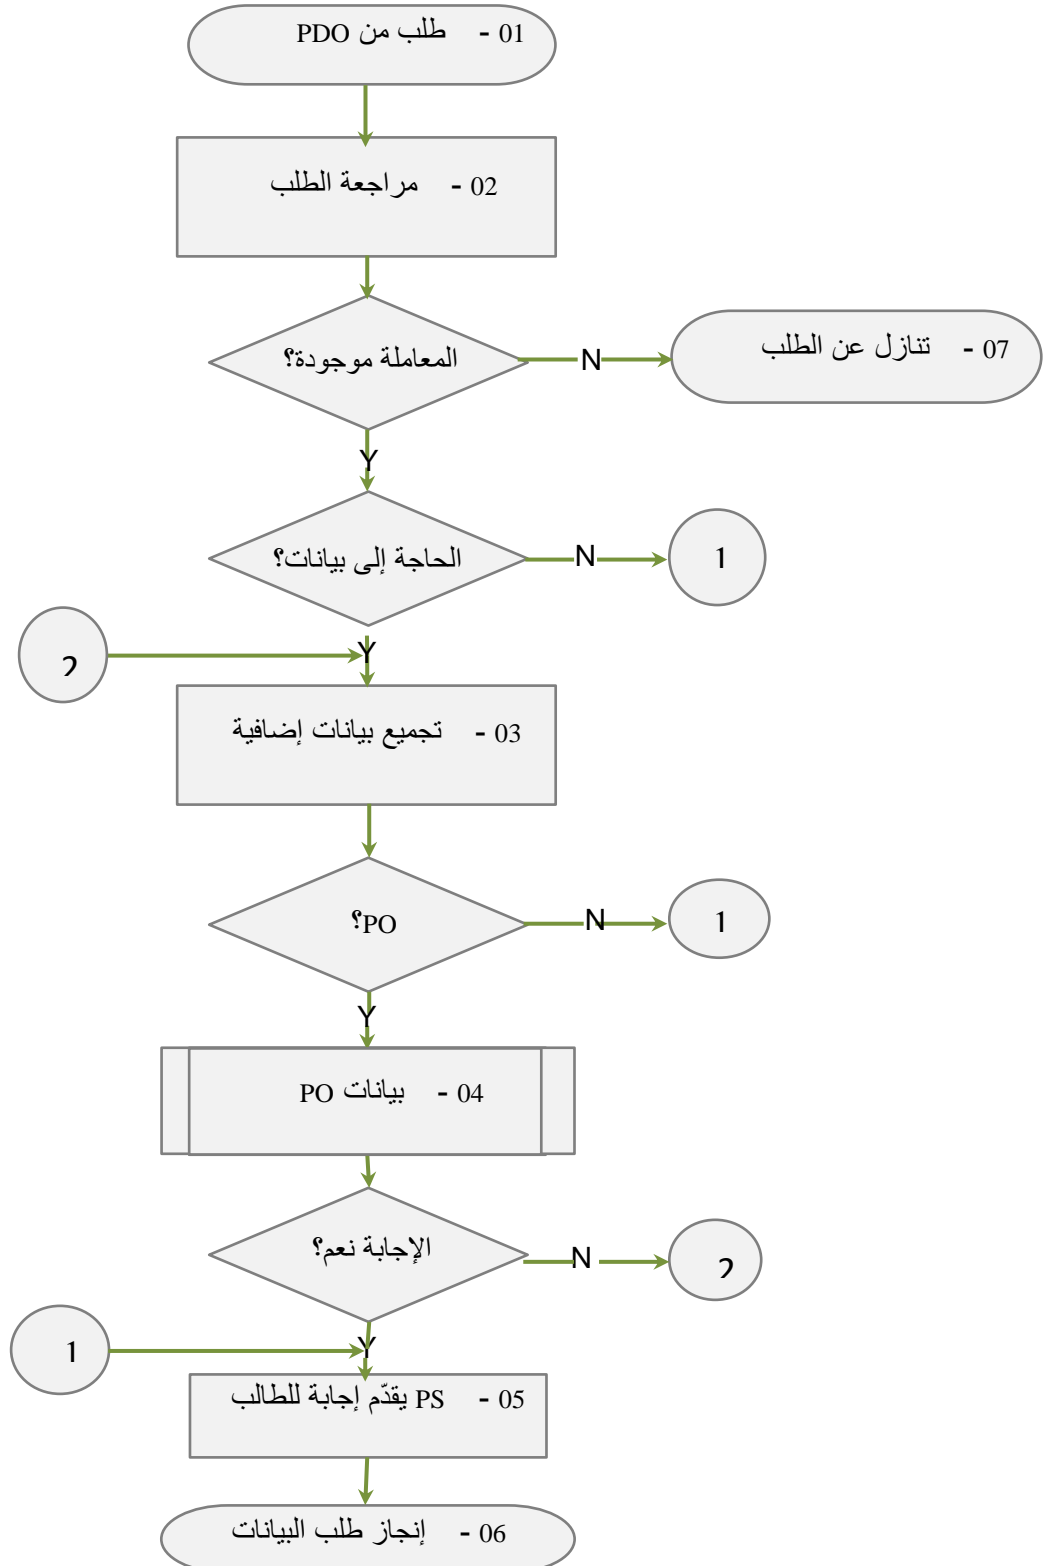 01 - طلب من PDO
02 - مراجعة الطلب
المعاملة موجودة؟
N
07 - تنازل عن الطلب
Y
الحاجة إلى بيانات؟
N
1
2
Y
03 - تجميع بيانات إضافية
PO؟
N
1
Y
04 - بيانات PO
الإجابة نعم؟
N
2
1
Y
05 - PS يقدّم إجابة للطالب
06 - إنجاز طلب البيانات